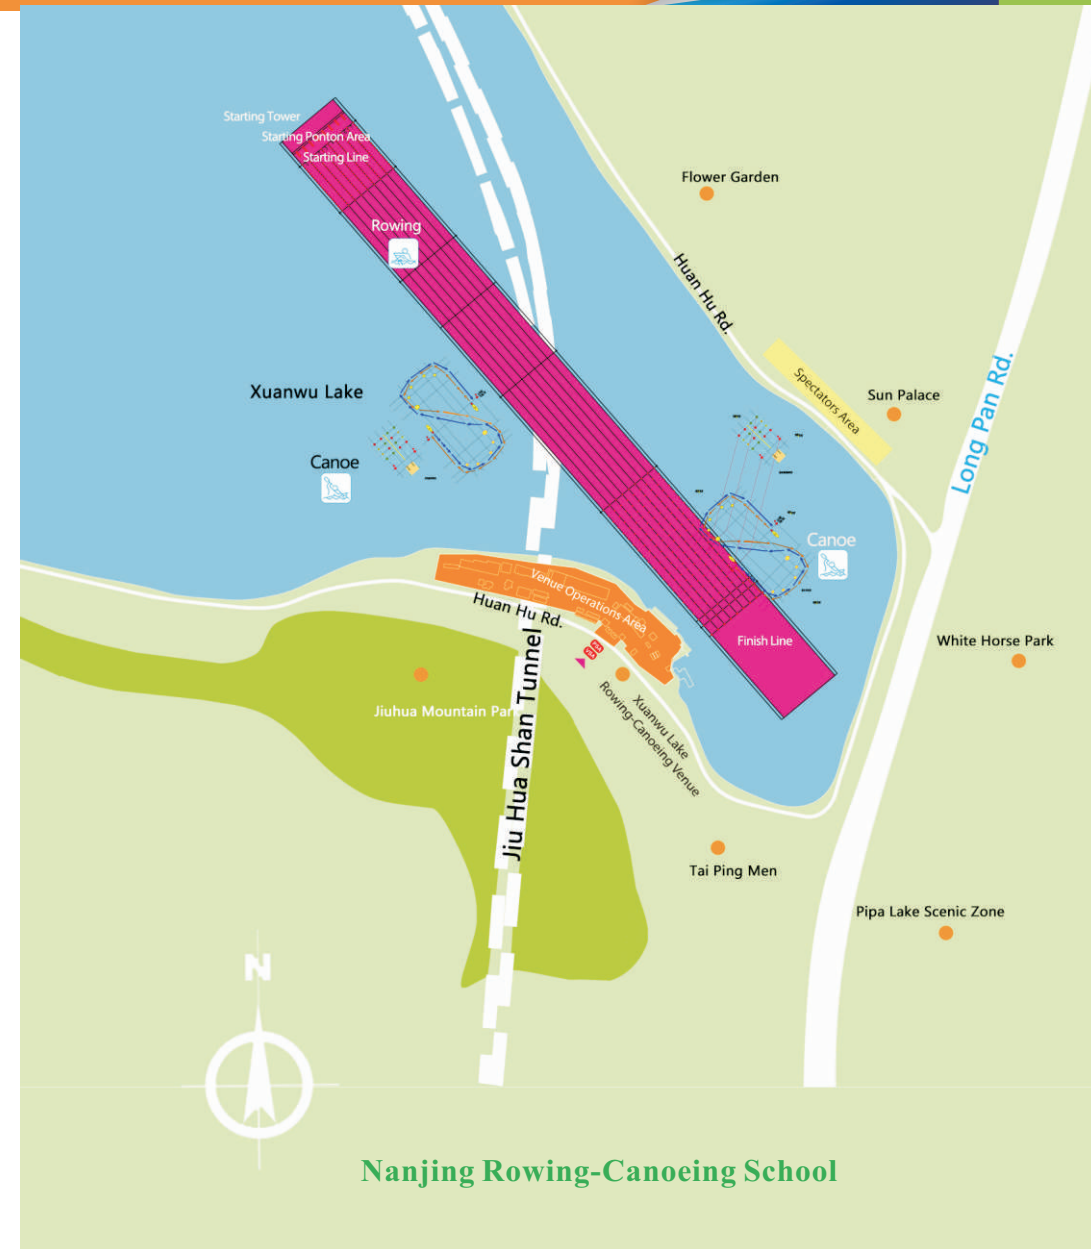 Starting Tower
Starting Ponton Area
Starting Line
Flower Garden
Rowing
Huan Hu Rd.
Long Pan Rd.
Spectators Area
Sun Palace
Xuanwu Lake
Canoe
Canoe
Venue Operations Area
Huan Hu Rd.
Finish Line
White Horse Park
Jiu Hua Shan Tunnel
PSA
VSA
Jiuhua Mountain Par
Xuanwu Lake
Rowing-Canoeing Venue
Tai Ping Men
Pipa Lake Scenic Zone
N
Nanjing Rowing-Canoeing School